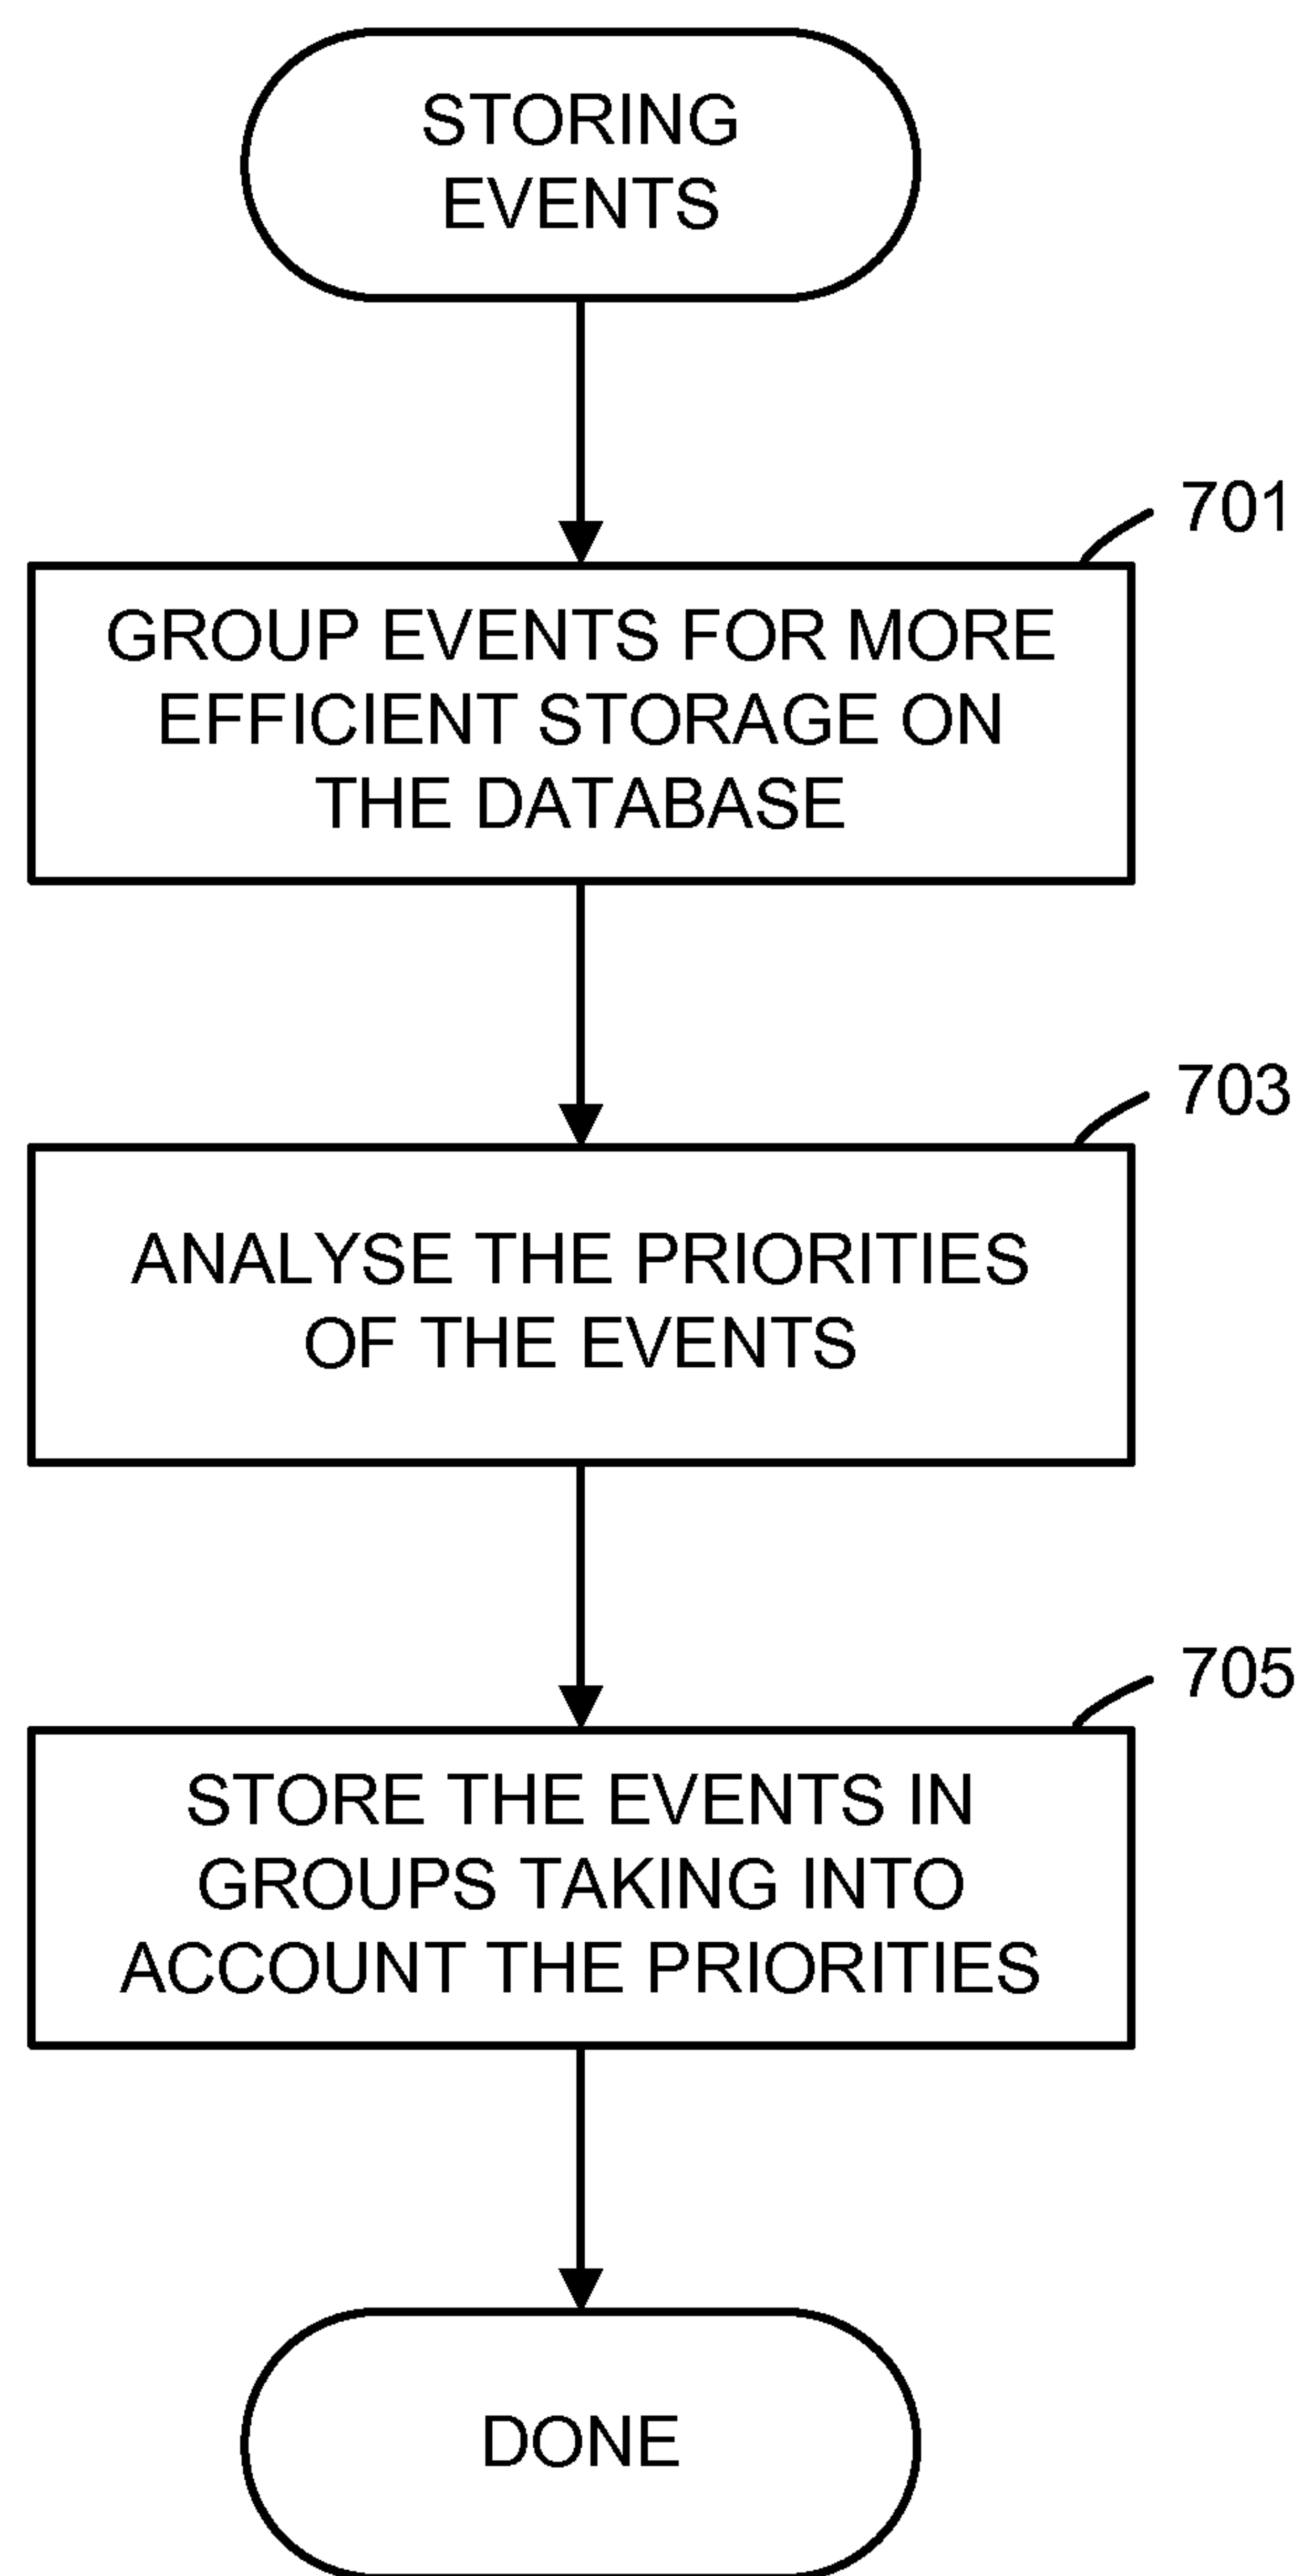 STORING
EVENTS
701
GROUP EVENTS FOR MORE
EFFICIENT STORAGE ON
THE DATABASE
703
ANALYSE THE PRIORITIES
OF THE EVENTS
705
STORE THE EVENTS IN
GROUPS TAKING INTO
ACCOUNT THE PRIORITIES
DONE